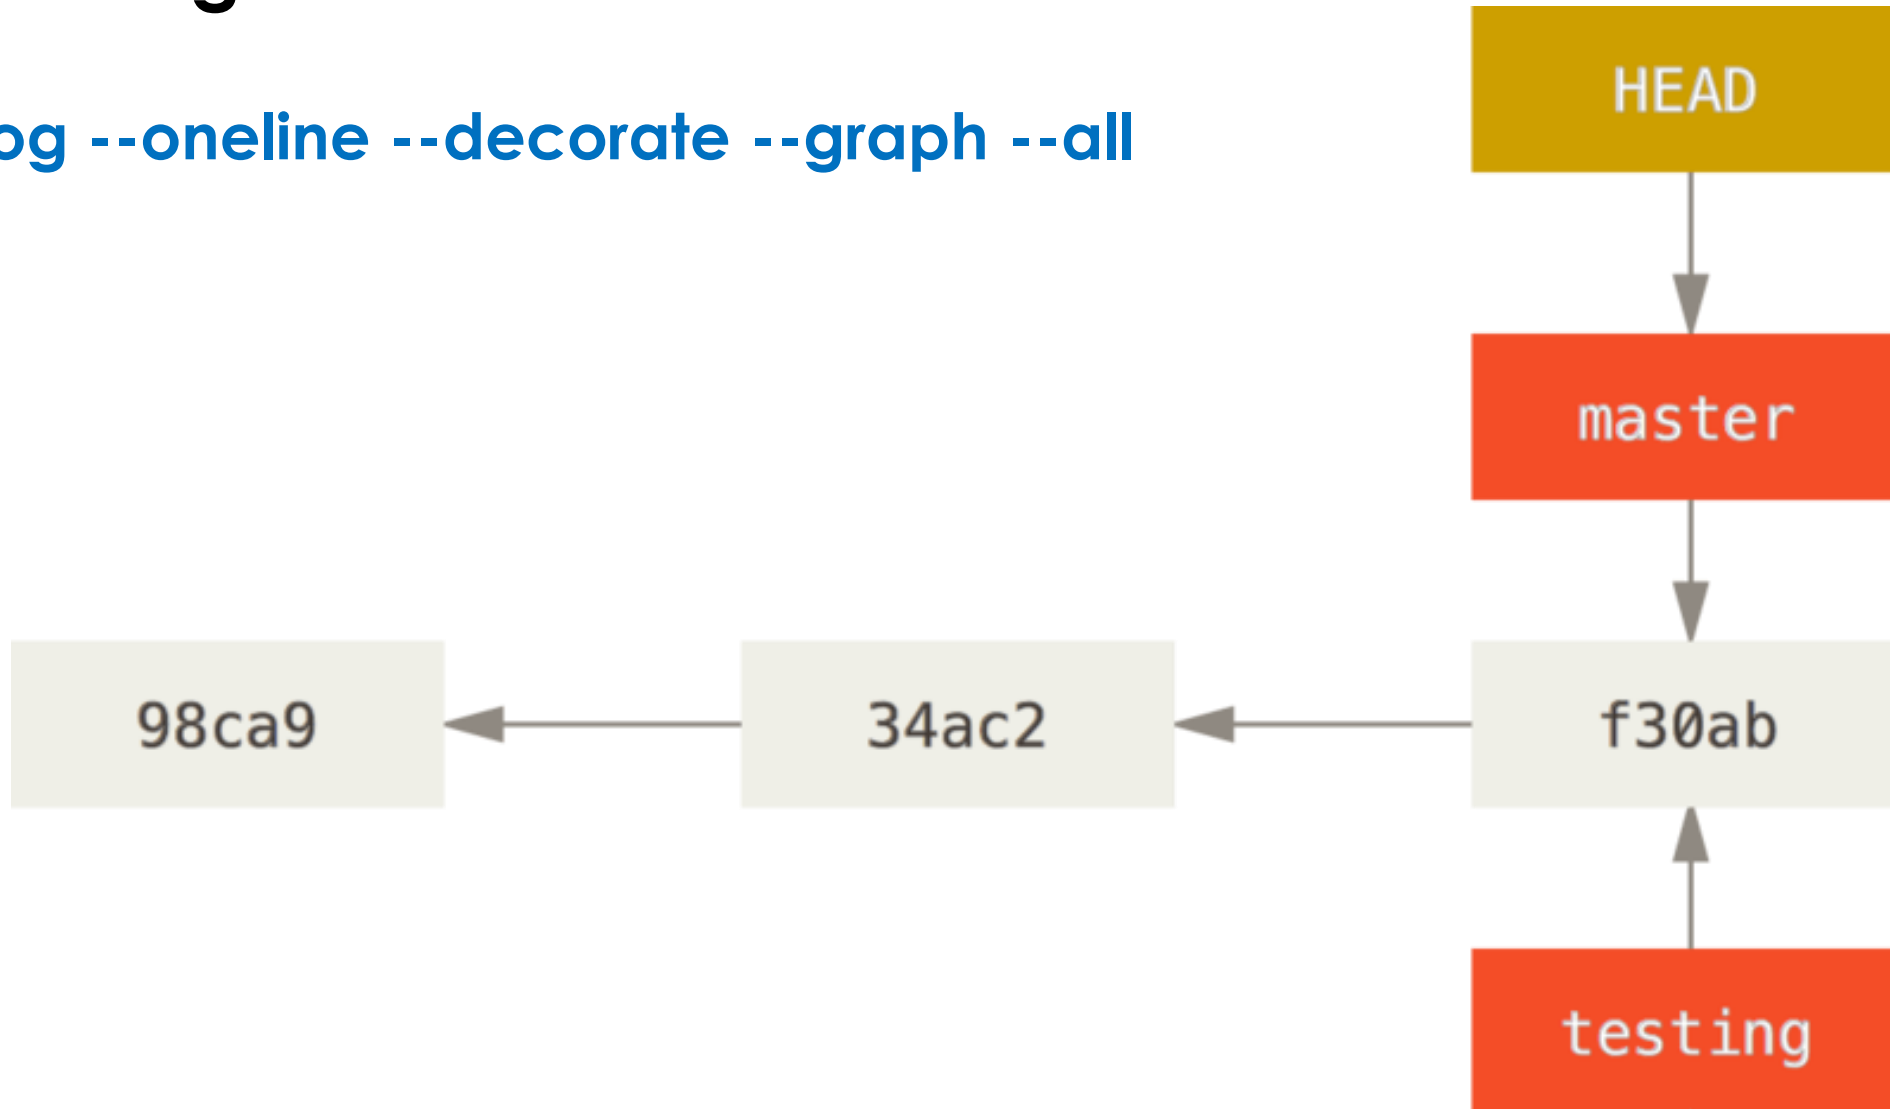 og --oneline --decorate --graph --all
HEAD
master
98ca9 34ac2 f30ab
testing